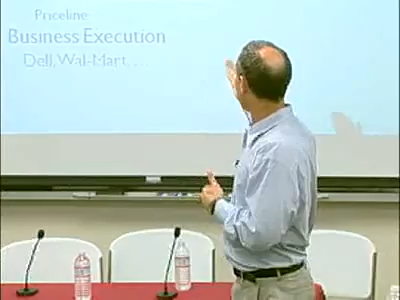 Priceline
Business Execution
Dell, Wal-Mart, ...